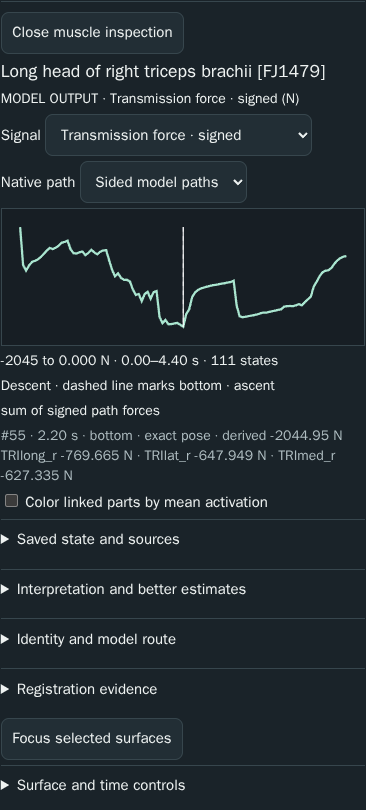 Close muscle inspection
Long head of right triceps brachii [FJ1479]
MODEL OUTPUT · Transmission force · signed (N)
Signal Transmission force · signed
Native path Sided model paths
-2045 to 0.000 N · 0.00–4.40 s · 111 states
Descent · dashed line marks bottom · ascent
sum of signed path forces
#55 · 2.20 s · bottom · exact pose · derived -2044.95 N
TRIlong_r -769.665 N · TRIlat_r -647.949 N · TRImed_r
-627.335 N
Color linked parts by mean activation
Saved state and sources
Interpretation and better estimates
Identity and model route
Registration evidence
Focus selected surfaces
Surface and time controls